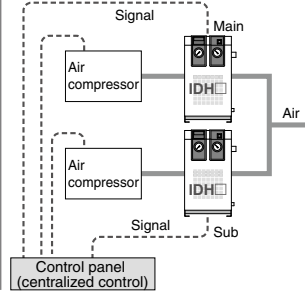 Signal
Main
Air
compressor
IDH□
Air
Air
compressor
IDH□
Signal
Sub
Control panel
(centralized control)